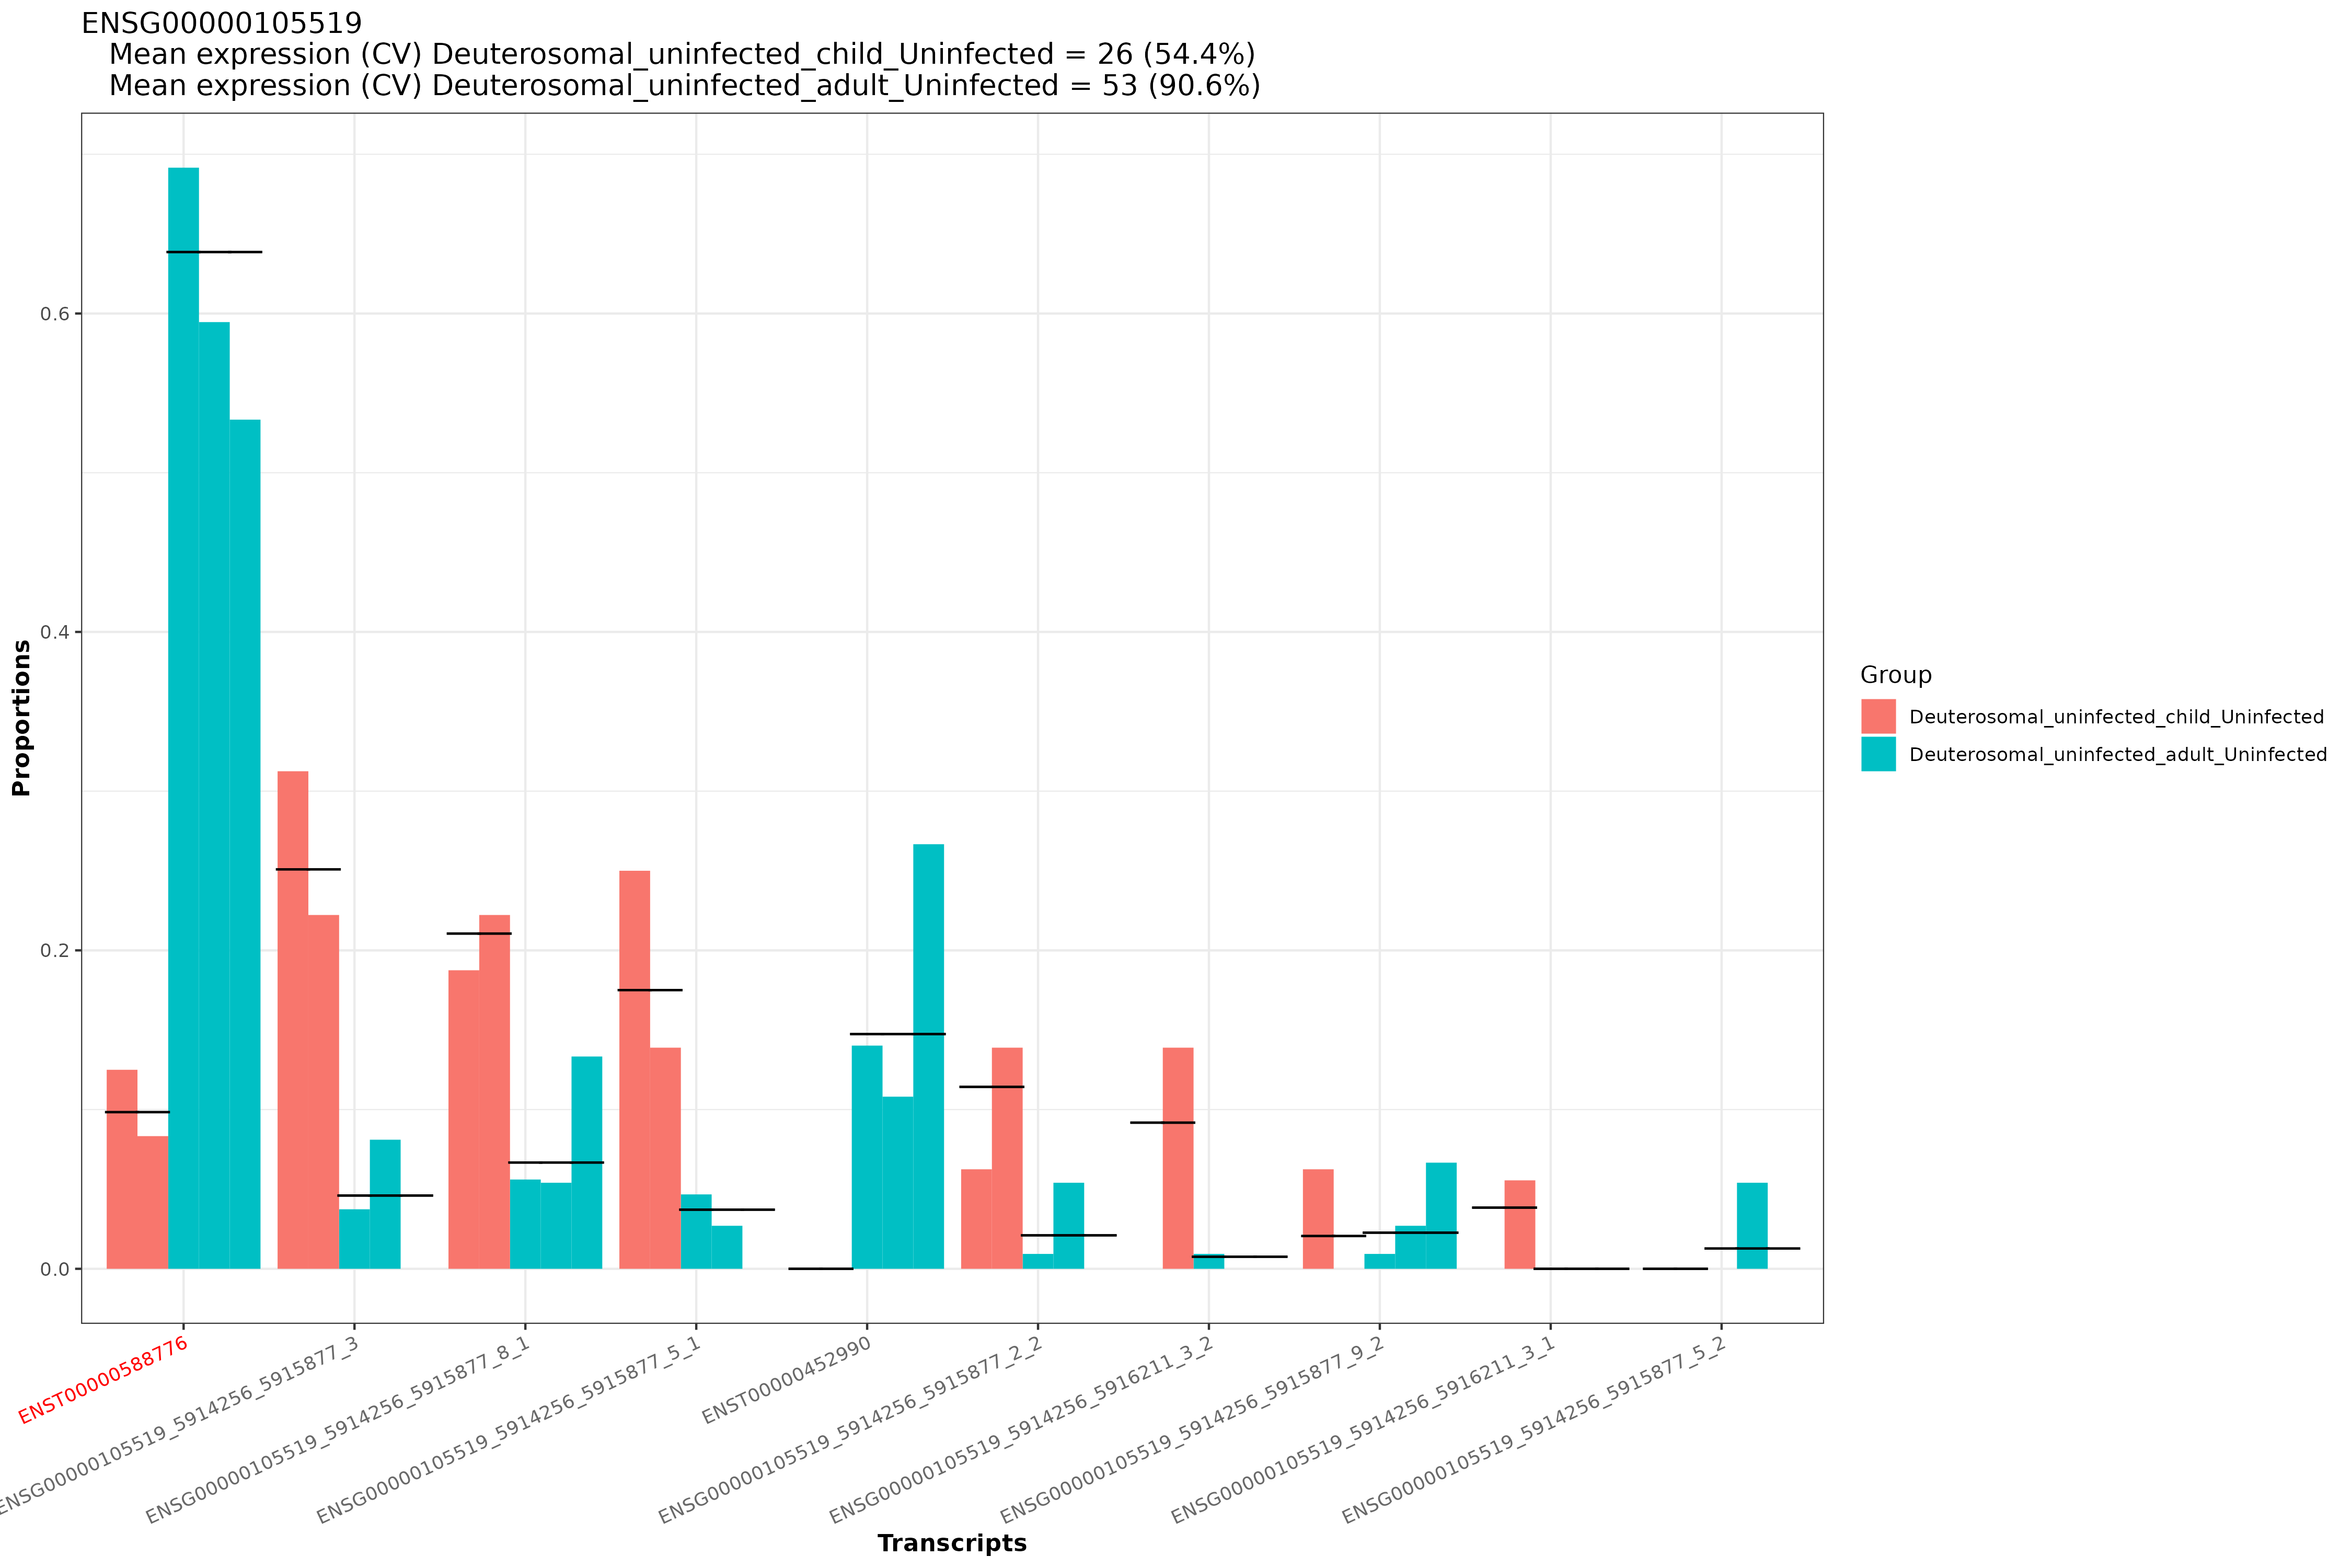 ENSG00000105519
Mean expression (CV) Deuterosomal_uninfected_child_Uninfected = 26 (54.4%)
Mean expression (CV) Deuterosomal_uninfected_adult_Uninfected = 53 (90.6%)
Proportions
0.6
0.4
0.2
0.0
ENST00000588776
ENSG00000105519_5914256_5915877_3
ENSG00000105519_5914256_5915877_8_1
ENSG00000105519_5914256_5915877_5_1
ENST00000452990
ENSG00000105519_5914256_5915877_2_2
ENSG00000105519_5914256_5916211_3_2
ENSG00000105519_5914256_5915877_9_2
ENSG00000105519_5914256_5916211_3_1
ENSG00000105519_5914256_5915877_5_2
Transcripts
Group
Deuterosomal_uninfected_child_Uninfected
Deuterosomal_uninfected_adult_Uninfected